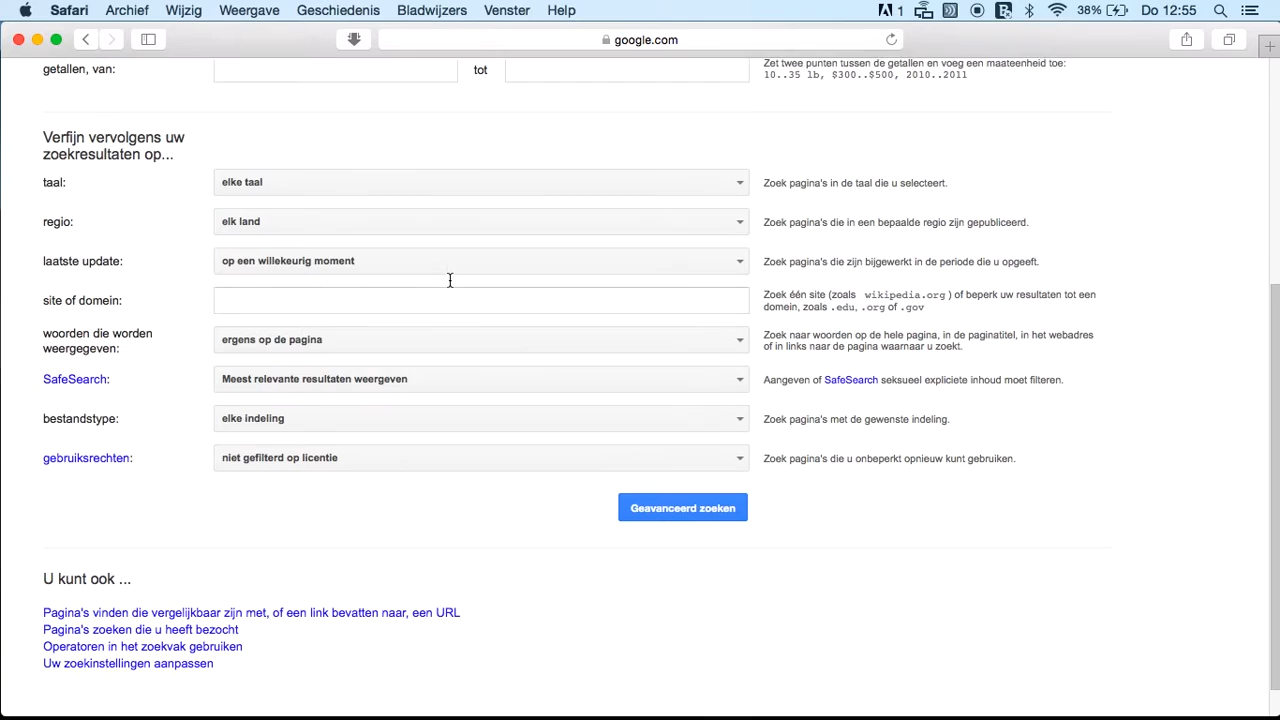 Safari Archief Wijzig Weergave Geschiedenis Bladwijzers Venster Help 1 38% Do 12:55
google.com
getallen, van: tot Zet twee punten tussen de getallen en voeg een maateenheid toe:
10..35 lb, $300..$500, 2010..2011
Verfijn vervolgens uw
zoekresultaten op...
taal: elke taal Zoek pagina's in de taal die u selecteert.
regio: elk land Zoek pagina's die in een bepaalde regio zijn gepubliceerd.
laatste update: op een willekeurig moment Zoek pagina's die zijn bijgewerkt in de periode die u opgeeft.
site of domein: Zoek één site (zoals wikipedia.org ) of beperk uw resultaten tot een
domein, zoals .edu, .org of .gov
woorden die worden
weergegeven: ergens op de pagina Zoek naar woorden op de hele pagina, in de paginatitel, in het webadres
of in links naar de pagina waarnaar u zoekt.
SafeSearch: Meest relevante resultaten weergeven Aangeven of SafeSearch seksueel expliciete inhoud moet filteren.
bestandstype: elke indeling Zoek pagina's met de gewenste indeling.
gebruiksrechten: niet gefilterd op licentie Zoek pagina's die u onbeperkt opnieuw kunt gebruiken.
Geavanceerd zoeken
U kunt ook ...
Pagina's vinden die vergelijkbaar zijn met, of een link bevatten naar, een URL
Pagina's zoeken die u heeft bezocht
Operatoren in het zoekvak gebruiken
Uw zoekinstellingen aanpassen